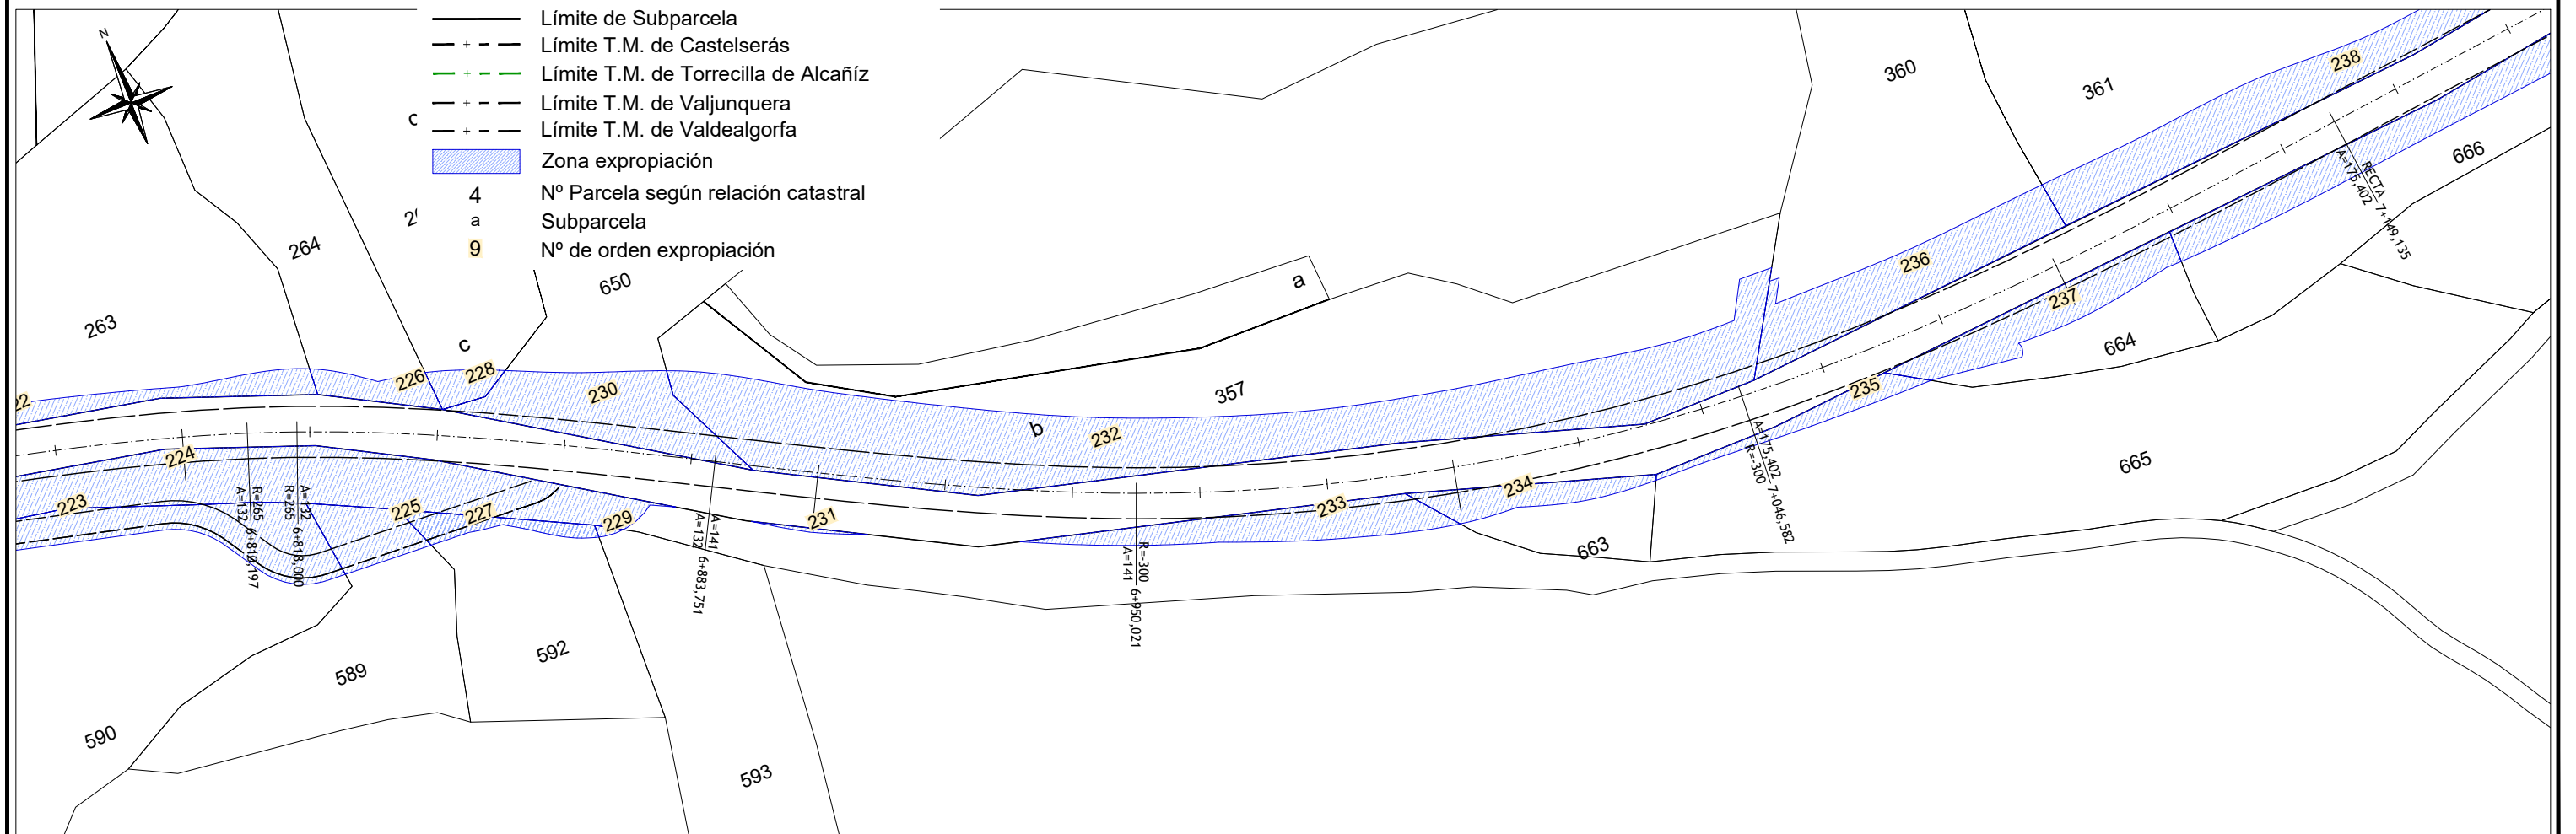 Límite de Subparcela
Límite T.M. de Castelserás
Límite T.M. de Torrecilla de Alcañíz
Límite T.M. de Valjunquera
Límite T.M. de Valdealgorfa
Zona expropiación
4 Nº Parcela según relación catastral
a Subparcela
9 Nº de orden expropiación
N
360
361
238
666
264
650
263
a
236
237
664
c
226
228
230
357
b
232
235
665
224
223
225
227
229
231
233
234
663
589
592
590
593
A=132 6+810,197
R=265
R=265 6+818,000
A=132
A=132 6+883,751
A=141
A=141 6+950,021
R=-300
R=-300
A=175,402 7+046,582
A=175,402
RECTA 7+149,135